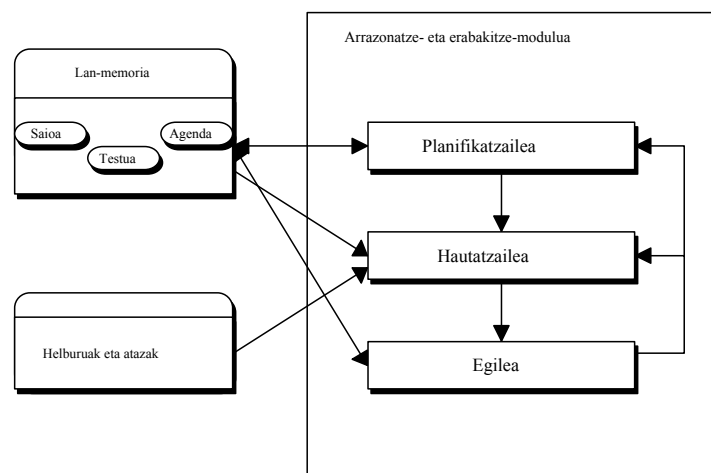 Arrazonatze- eta erabakitze-modulua
Lan-memoria
Saioa
Agenda
Testua
Planifikatzailea
Hautatzailea
Helburuak eta atazak
Egilea